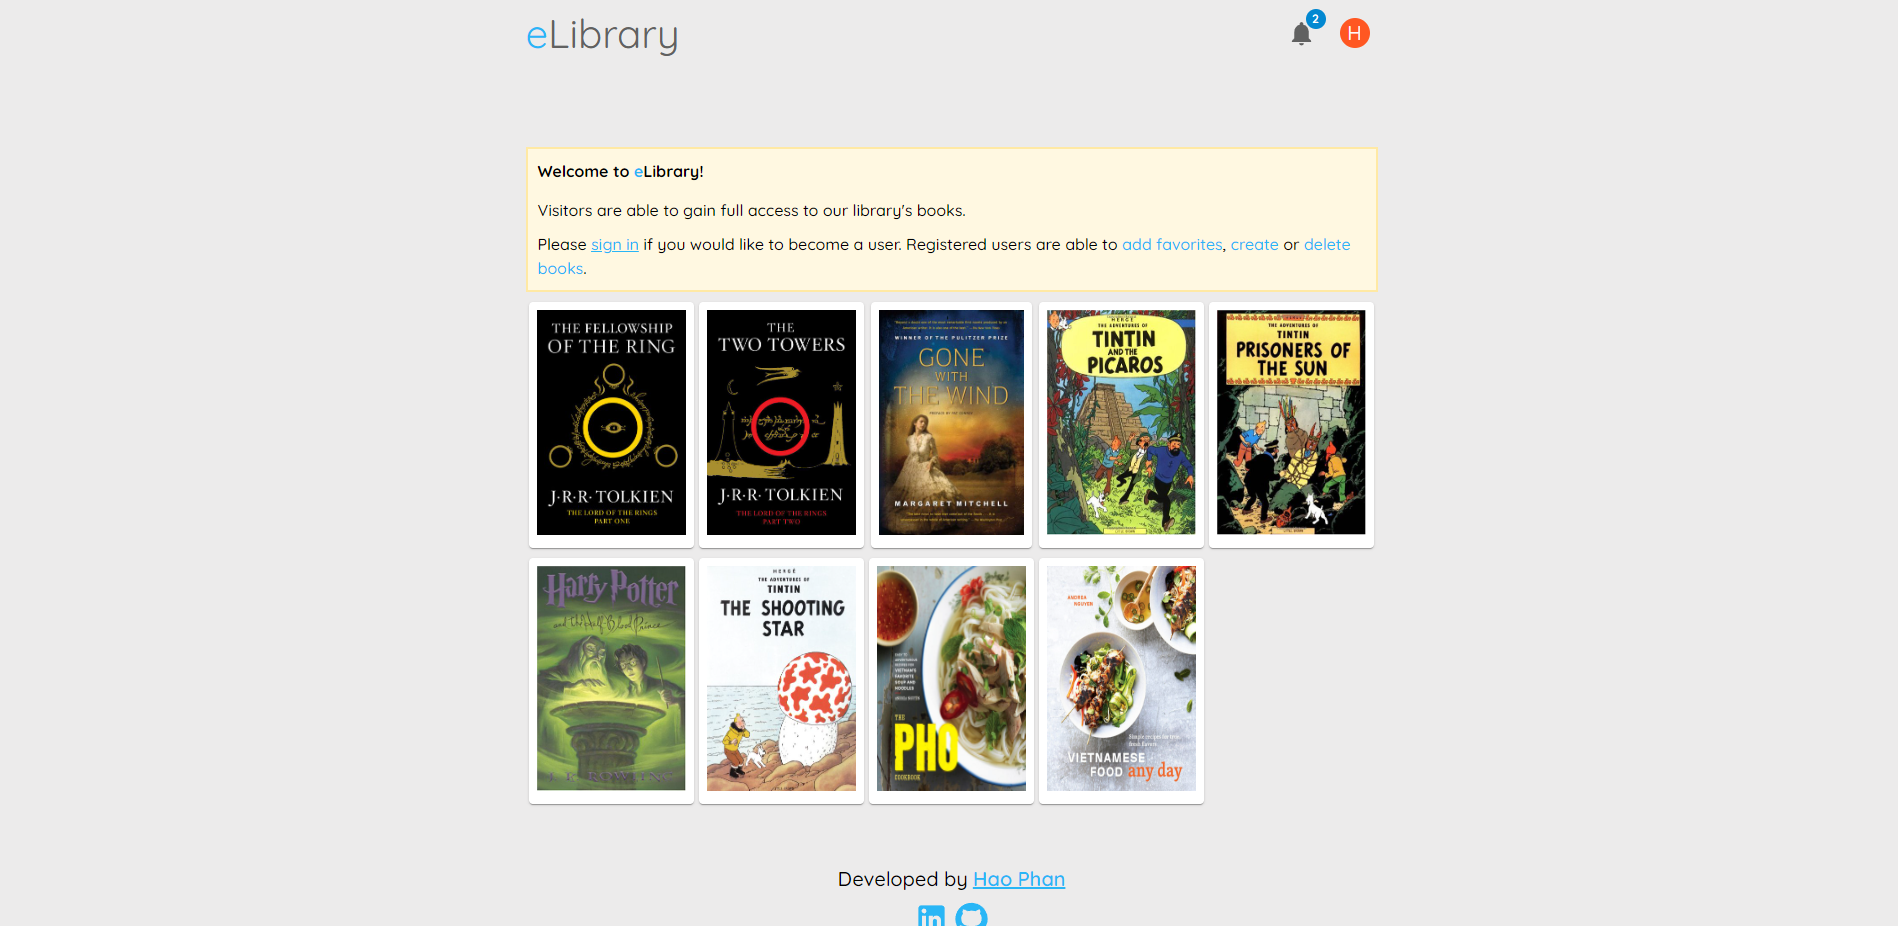 eLibrary
2
H
Welcome to eLibrary!
Visitors are able to gain full access to our library's books.
Please sign in if you would like to become a user. Registered users are able to add favorites, create or delete
books.
THE FELLOWSHIP
OF THE RING
J·R·R·TOLKIEN
THE LORD OF THE RINGS
PART ONE
THE
TWO TOWERS
J·R·R·TOLKIEN
THE LORD OF THE RINGS
PART TWO
WINNER OF THE PULITZER PRIZE
GONE
WITH
THE WIND
MARGARET MITCHELL
HERGÉ
THE ADVENTURES OF
TINTIN
AND THE
PICAROS
THE ADVENTURES OF
TINTIN
PRISONERS OF
THE SUN
Harry Potter
and the Half-Blood Prince
J. K. ROWLING
HERGÉ
THE ADVENTURES OF
TINTIN
THE SHOOTING
STAR
VIETNAM'S
FAVORITE
SOUP AND
NOODLES
THE
PHO
COOKBOOK
ANDREA
NGUYEN
VIETNAMESE
FOOD any day
Developed by Hao Phan
in